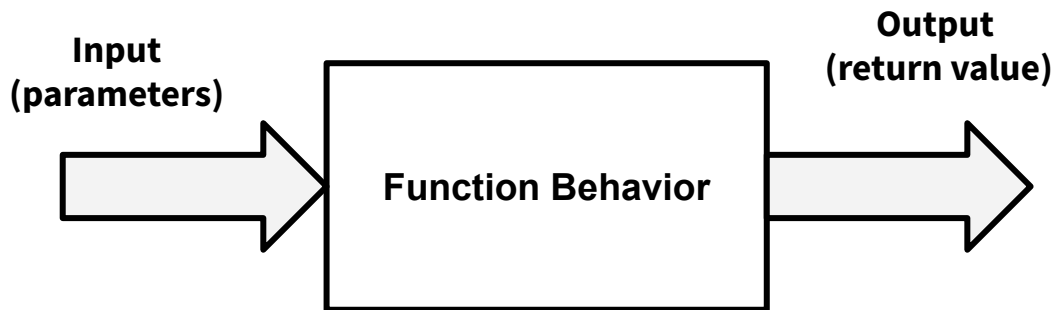 Input
(parameters)
Function Behavior
Output
(return value)